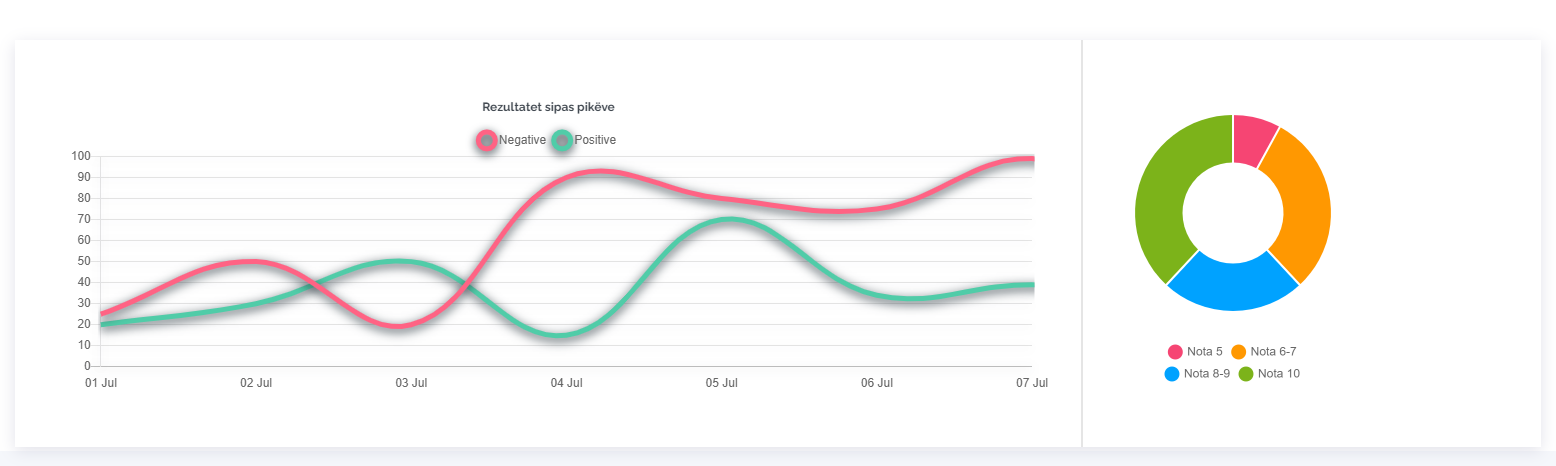 Rezultatet sipas pikëve
Negative Positive
100
90
80
70
60
50
40
30
20
10
0
01 Jul 02 Jul 03 Jul 04 Jul 05 Jul 06 Jul 07 Jul
Nota 5 Nota 6-7
Nota 8-9 Nota 10